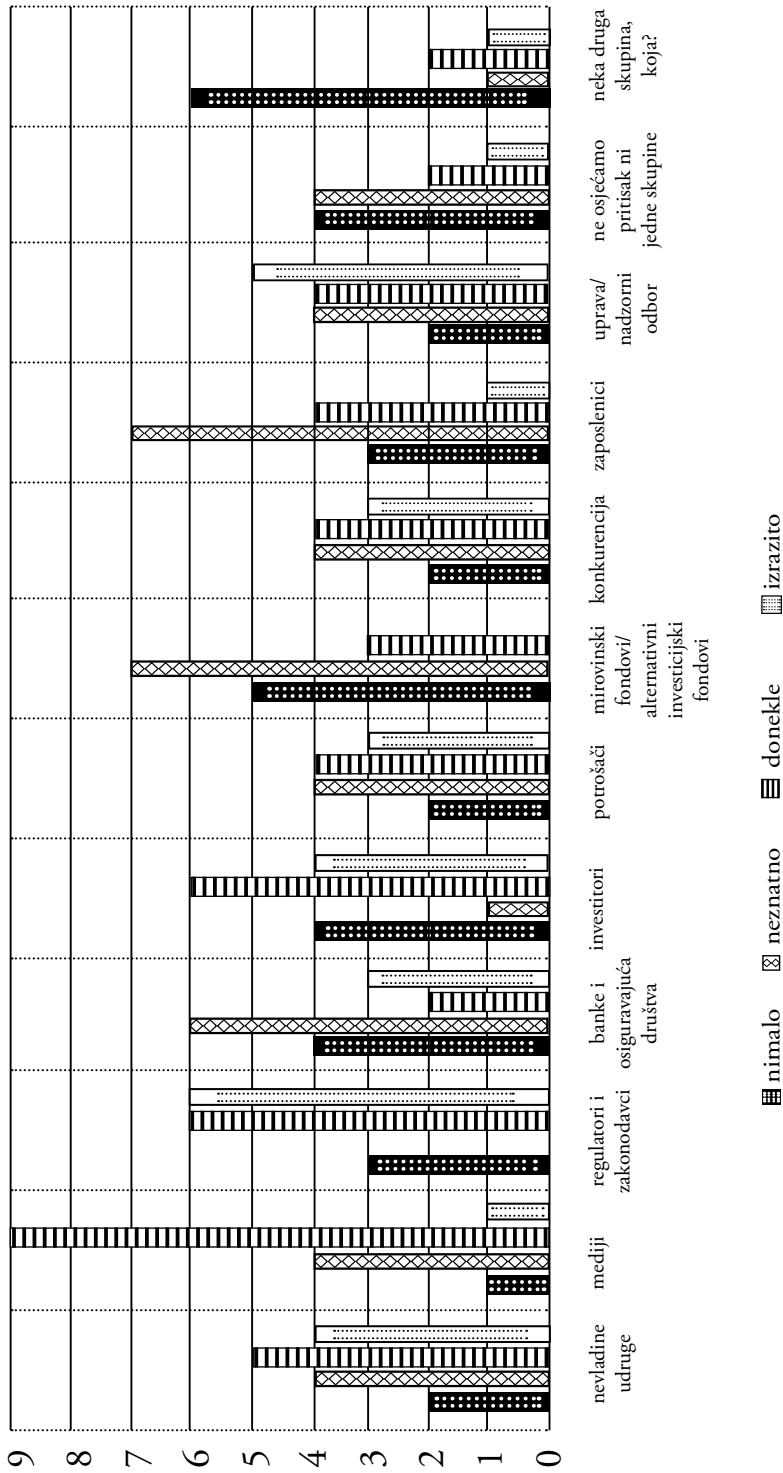 9
8
7
6
5
4
3
2
1
0
nevladine
udruge
mediji
regulatori i
zakonodavci
banke i
osiguravajuća
društva
investitori
potrošači
mirovinski
fondovi/
alternativni
investicijski
fondovi
konkurencija
zaposlenici
uprava/
nadzorni
odbor
ne osjećamo
pritisak ni
jedne skupine
neka druga
skupina,
koja?
nimalo neznatno donekle izrazito